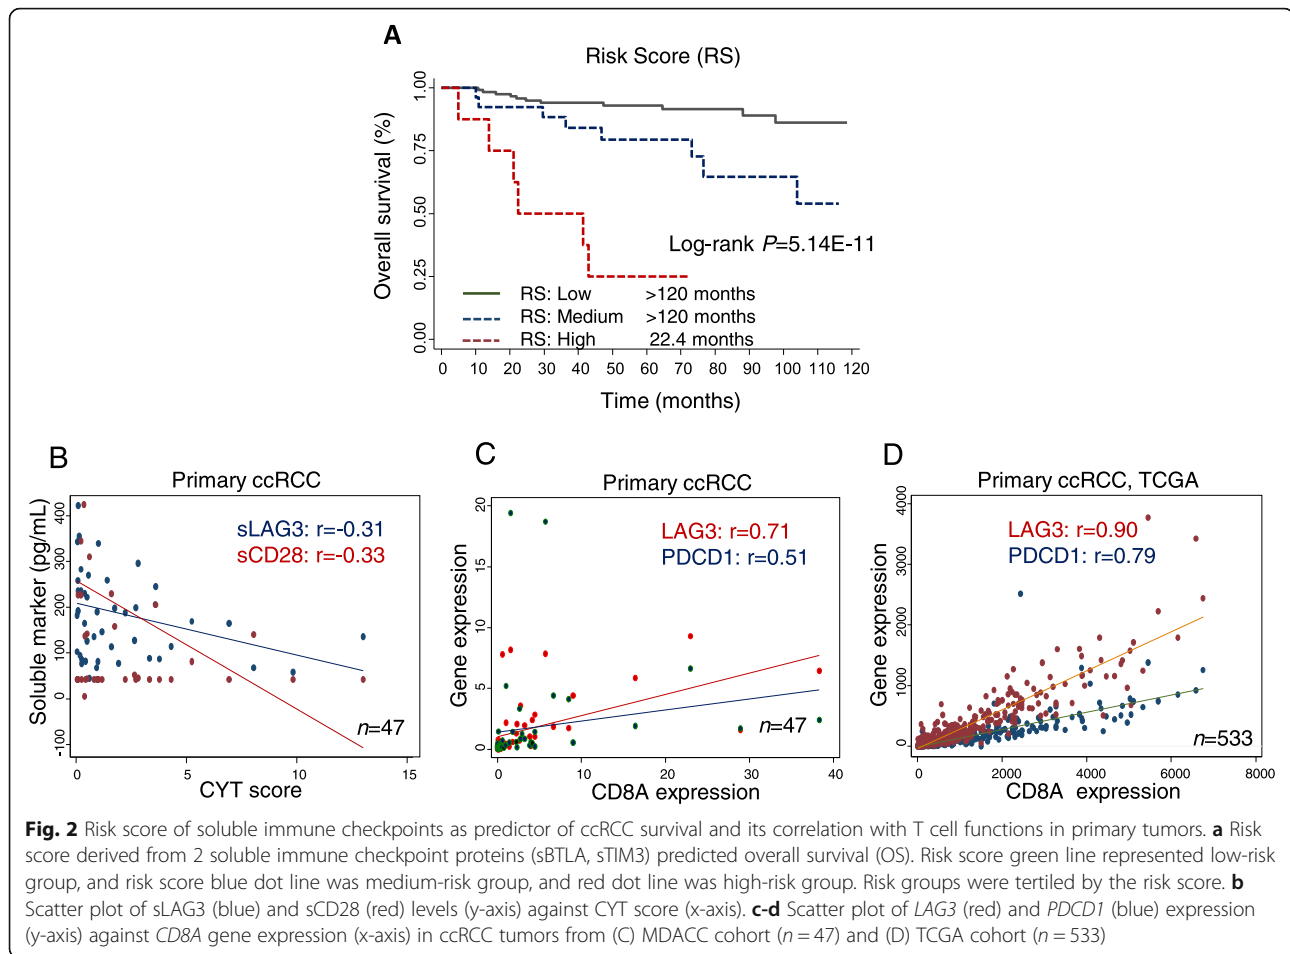 A
Risk Score (RS)
Overall survival (%)
1.00
0.75
0.50
0.25
0.00
Log-rank P=5.14E-11
RS: Low >120 months
RS: Medium >120 months
RS: High 22.4 months
0 10 20 30 40 50 60 70 80 90 100 110 120
Time (months)
B
Primary ccRCC
Soluble marker (pg/mL)
400
300
200
100
0
-100
sLAG3: r=-0.31
sCD28: r=-0.33
n=47
0 5 10 15
CYT score
C
Primary ccRCC
Gene expression
20
15
10
5
0
LAG3: r=0.71
PDCD1: r=0.51
n=47
0 10 20 30 40
CD8A expression
D
Primary ccRCC, TCGA
Gene expression
4000
3000
2000
1000
0
LAG3: r=0.90
PDCD1: r=0.79
n=533
0 2000 4000 6000 8000
CD8A expression
Fig. 2 Risk score of soluble immune checkpoints as predictor of ccRCC survival and its correlation with T cell functions in primary tumors. a Risk
score derived from 2 soluble immune checkpoint proteins (sBTLA, sTIM3) predicted overall survival (OS). Risk score green line represented low-risk
group, and risk score blue dot line was medium-risk group, and red dot line was high-risk group. Risk groups were tertiled by the risk score. b
Scatter plot of sLAG3 (blue) and sCD28 (red) levels (y-axis) against CYT score (x-axis). c-d Scatter plot of LAG3 (red) and PDCD1 (blue) expression
(y-axis) against CD8A gene expression (x-axis) in ccRCC tumors from (C) MDACC cohort (n = 47) and (D) TCGA cohort (n = 533)